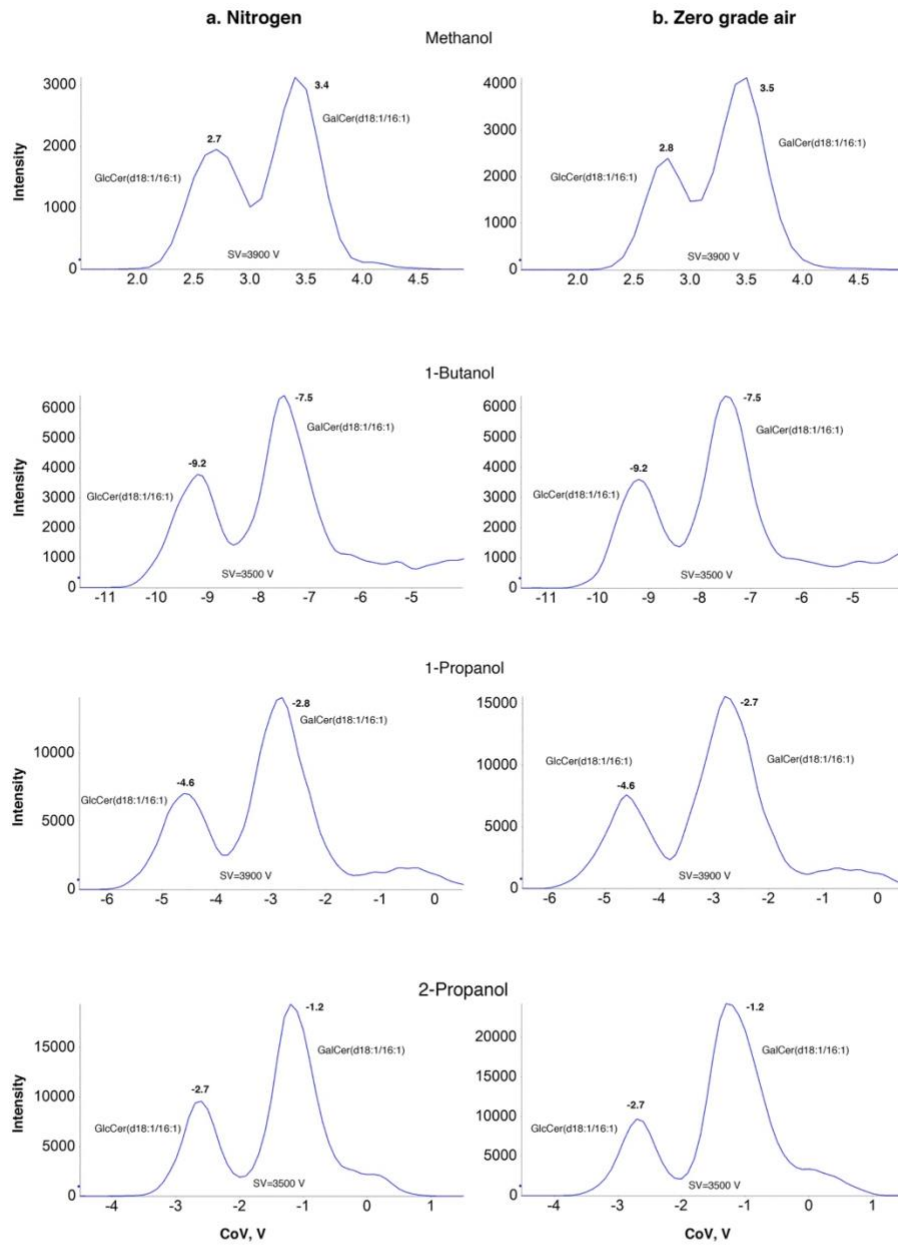 a. Nitrogen
b. Zero grade air
Methanol
3000
2000
1000
0
Intensity
2.7
3.4
GlcCer(d18:1/16:1)
GalCer(d18:1/16:1)
SV=3900 V
2.0 2.5 3.0 3.5 4.0 4.5
4000
3000
2000
1000
0
2.8
3.5
GlcCer(d18:1/16:1)
GalCer(d18:1/16:1)
SV=3900 V
2.0 2.5 3.0 3.5 4.0 4.5
1-Butanol
6000
5000
4000
3000
2000
1000
0
Intensity
-9.2
-7.5
GlcCer(d18:1/16:1)
GalCer(d18:1/16:1)
SV=3500 V
-11 -10 -9 -8 -7 -6 -5
6000
5000
4000
3000
2000
1000
0
-9.2
-7.5
GlcCer(d18:1/16:1)
GalCer(d18:1/16:1)
SV=3500 V
-11 -10 -9 -8 -7 -6 -5
1-Propanol
10000
5000
0
Intensity
-4.6
-2.8
GlcCer(d18:1/16:1)
GalCer(d18:1/16:1)
SV=3900 V
-6 -5 -4 -3 -2 -1 0
15000
10000
5000
0
-4.6
-2.7
GlcCer(d18:1/16:1)
GalCer(d18:1/16:1)
SV=3900 V
-6 -5 -4 -3 -2 -1 0
2-Propanol
15000
10000
5000
0
Intensity
-2.7
-1.2
GlcCer(d18:1/16:1)
GalCer(d18:1/16:1)
SV=3500 V
-4 -3 -2 -1 0 1
CoV, V
20000
15000
10000
5000
0
-2.7
-1.2
GlcCer(d18:1/16:1)
GalCer(d18:1/16:1)
SV=3500 V
-4 -3 -2 -1 0 1
CoV, V